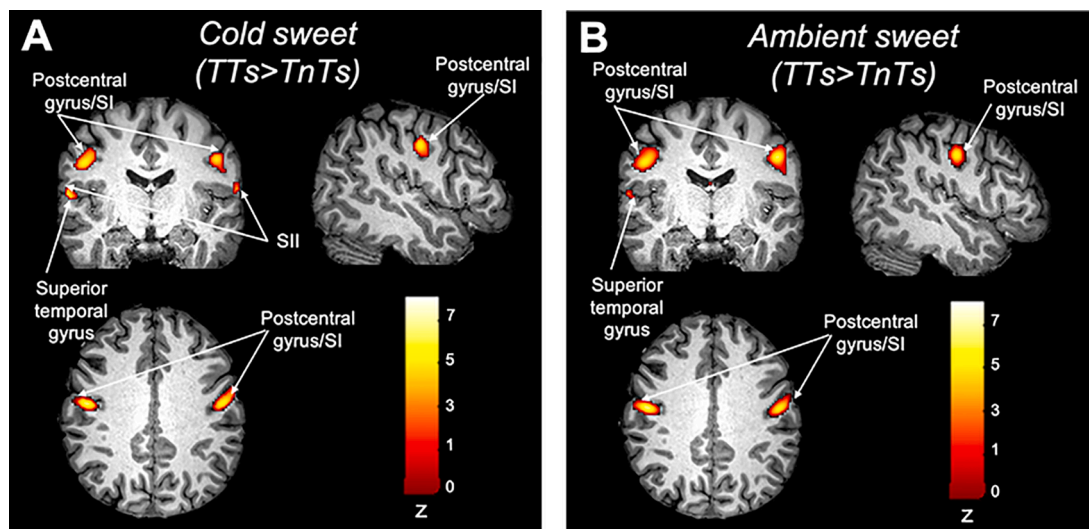 A
Cold sweet
(TTs>TnTs)
Postcentral
gyrus/SI
Postcentral
gyrus/SI
SII
Superior
temporal
gyrus
Postcentral
gyrus/SI
7
5
3
1
0
z
B
Ambient sweet
(TTs>TnTs)
Postcentral
gyrus/SI
Postcentral
gyrus/SI
Superior
temporal
gyrus
Postcentral
gyrus/SI
7
5
3
1
0
z